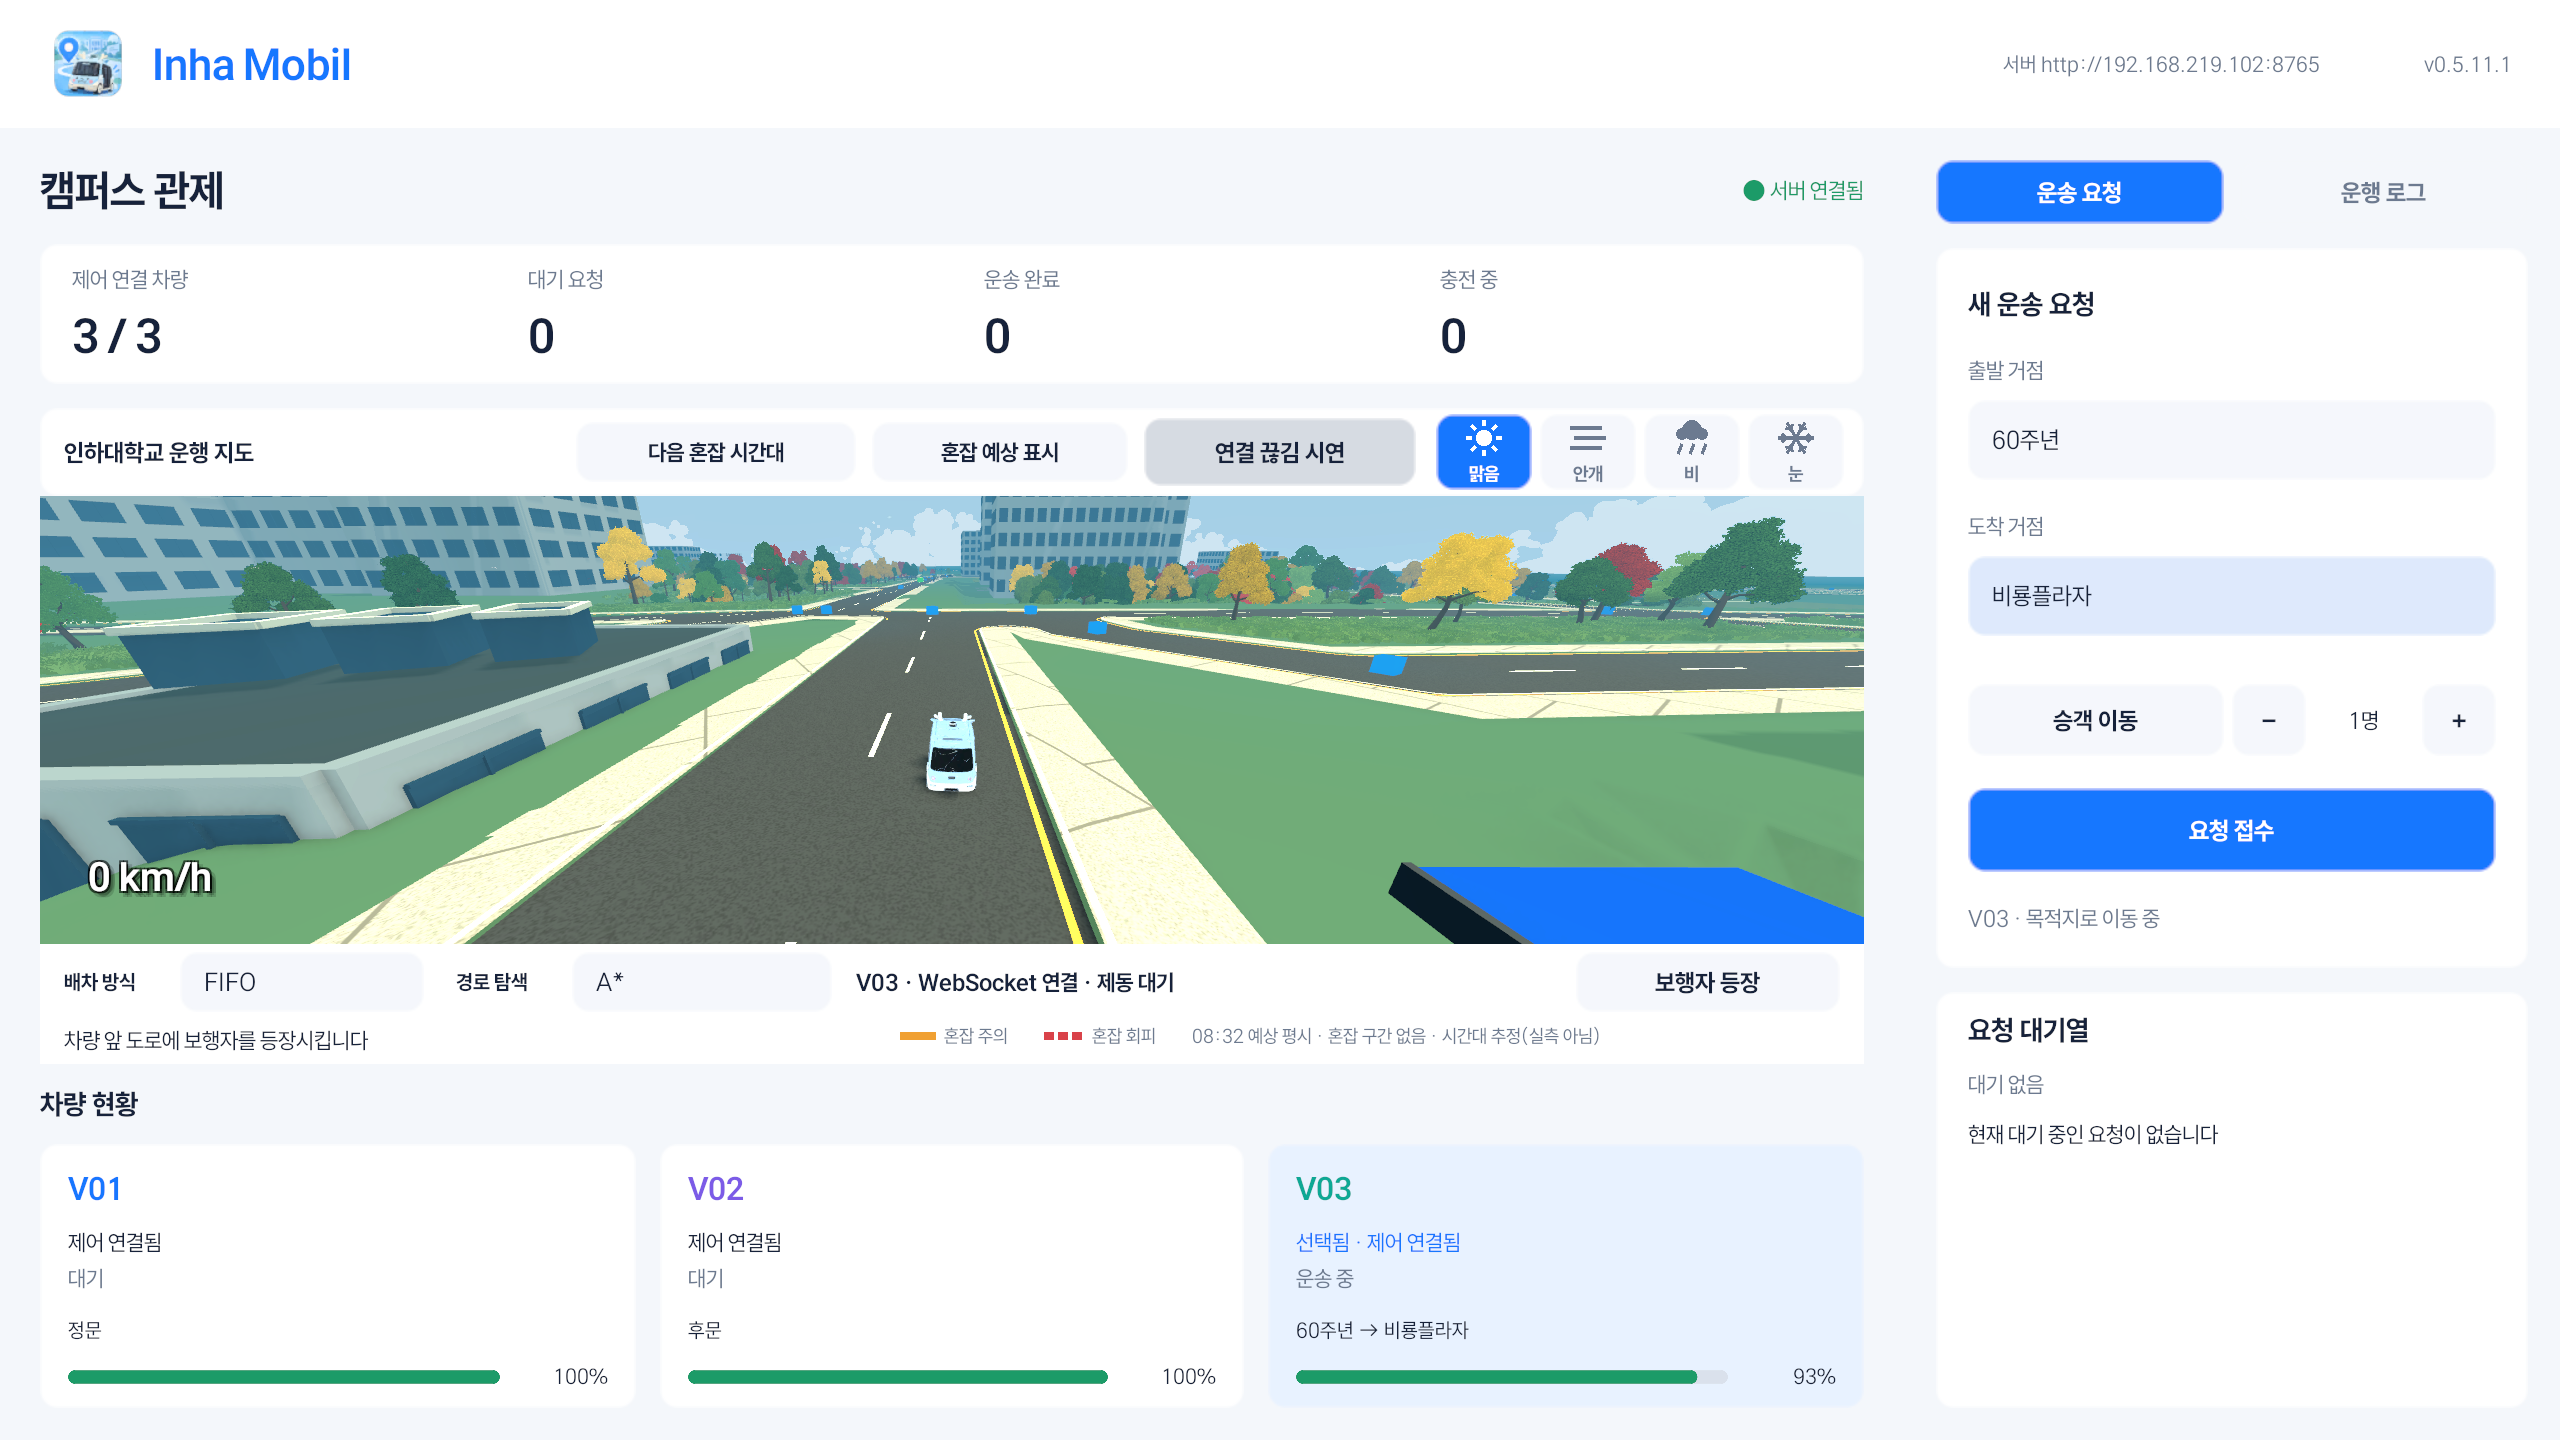 Inha Mobil
서버 http://192.168.219.102:8765
v0.5.11.1
캠퍼스 관제
서버 연결됨
제어 연결 차량
대기 요청
운송 완료
충전 중
3 / 3
0
0
0
인하대학교 운행 지도
다음 혼잡 시간대
혼잡 예상 표시
연결 끊김 시연
맑음
안개
비
눈
0 km/h
배차 방식
FIFO
경로 탐색
A*
V03 · WebSocket 연결 · 제동 대기
보행자 등장
차량 앞 도로에 보행자를 등장시킵니다
혼잡 주의
혼잡 회피
08:32 예상 평시 · 혼잡 구간 없음 · 시간대 추정(실측 아님)
차량 현황
V01
제어 연결됨
대기
정문
100%
V02
제어 연결됨
대기
후문
100%
V03
선택됨 · 제어 연결됨
운송 중
60주년 → 비룡플라자
93%
운송 요청
운행 로그
새 운송 요청
출발 거점
60주년
도착 거점
비룡플라자
승객 이동
−
1명
+
요청 접수
V03 · 목적지로 이동 중
요청 대기열
대기 없음
현재 대기 중인 요청이 없습니다